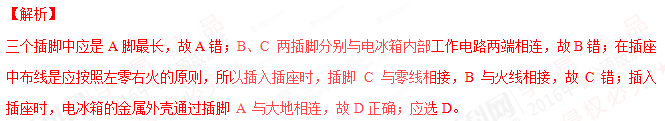 【解析】
三个插脚中应是 A 脚最长，故 A 错；B、C 两插脚分别与电冰箱内部工作电路两端相连，故 B 错；在插座
中布线是应按照左零右火的原则，所以插入插座时，插脚 C 与零线相接，B 与火线相接，故 C 错；插入
插座时，电冰箱的金属外壳通过插脚 A 与大地相连，故 D 正确；应选 D。